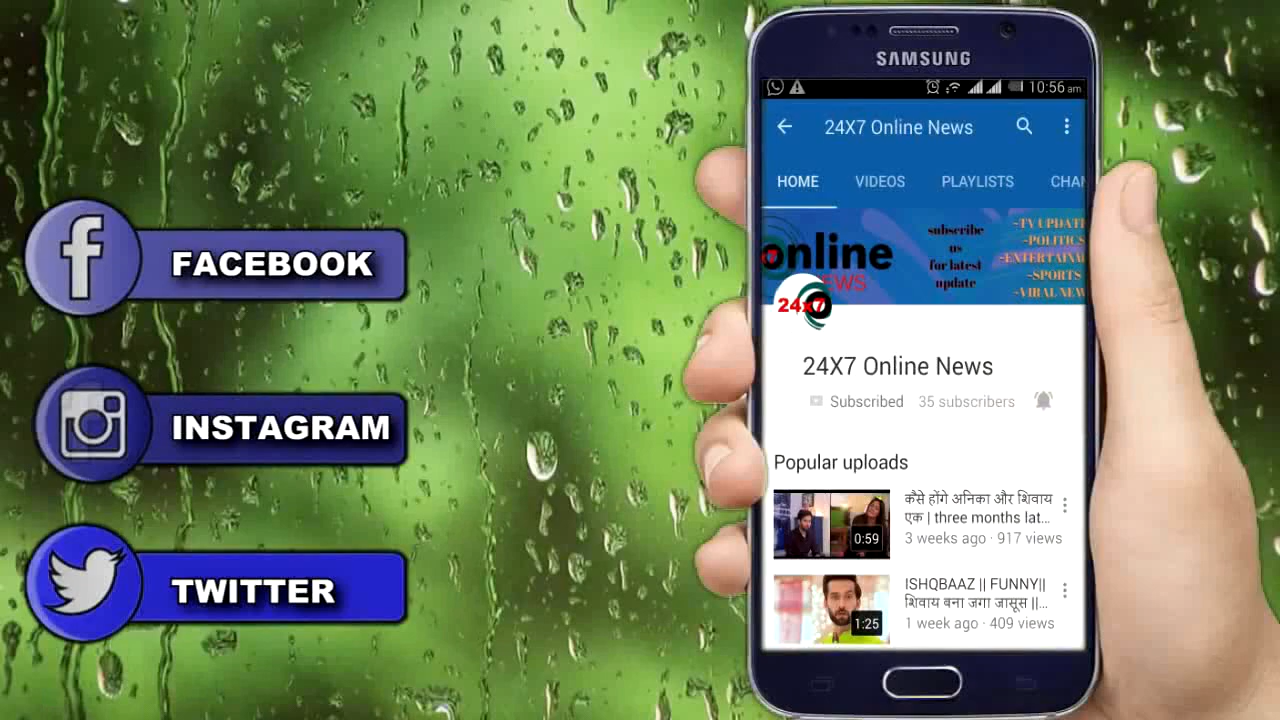 FACEBOOK
INSTAGRAM
TWITTER
SAMSUNG
10:56 am
24X7 Online News
HOME VIDEOS PLAYLISTS CHAN
online
NEWS
subscribe
us
for latest
update
~TV UPDATE
~POLITICS
~ENTERTAINM
~SPORTS
~VIRAL NEW
24x7
24X7 Online News
Subscribed 35 subscribers
Popular uploads
कैसे होंगे अनिका और शिवाय
एक | three months lat...
3 weeks ago · 917 views
0:59
ISHQBAAZ || FUNNY||
शिवाय बना जगा जासूस ||...
1 week ago · 409 views
1:25